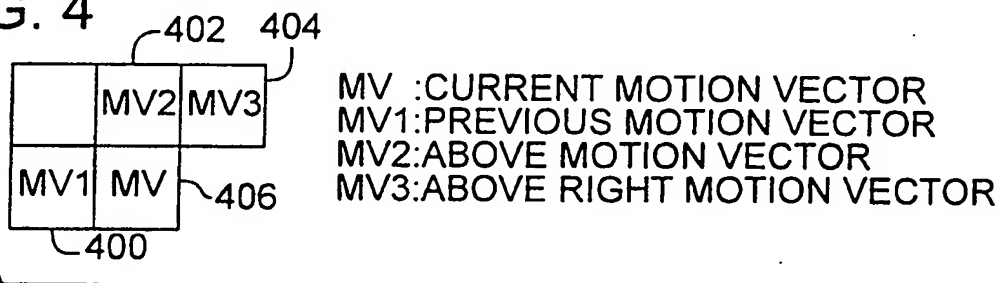 G. 4
402 404
MV2 MV3
MV1 MV
406
400
MV :CURRENT MOTION VECTOR
MV1:PREVIOUS MOTION VECTOR
MV2:ABOVE MOTION VECTOR
MV3:ABOVE RIGHT MOTION VECTOR